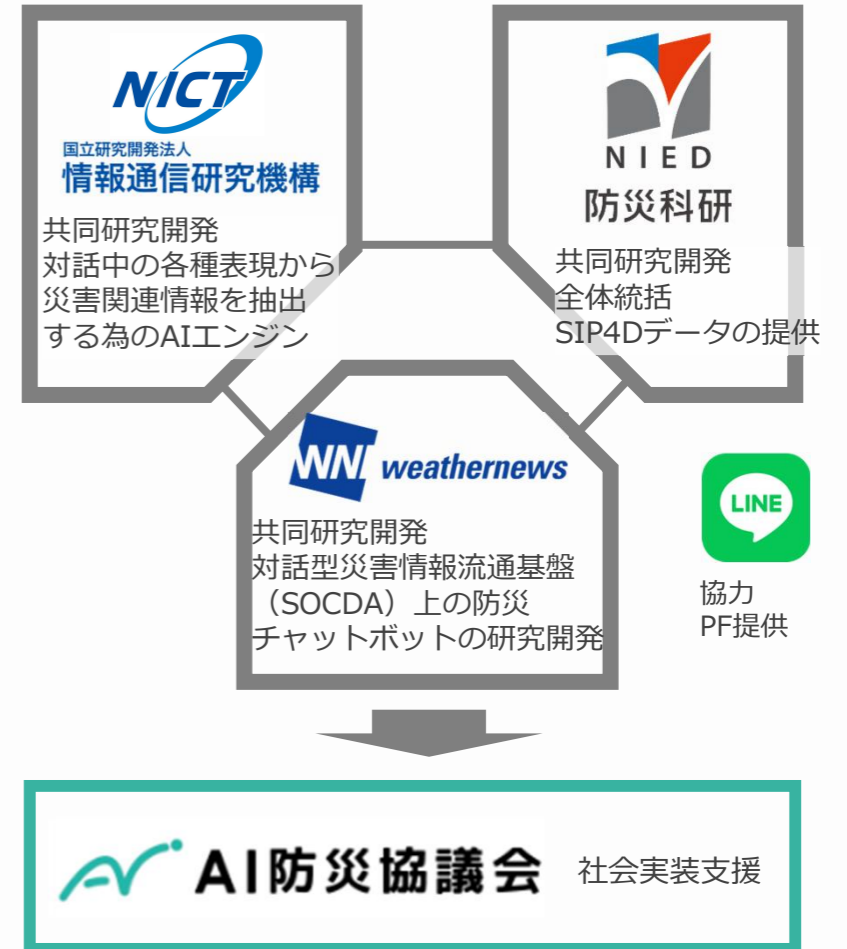 NICT
国立研究開発法人
情報通信研究機構
共同研究開発
対話中の各種表現から
災害関連情報を抽出
する為のAIエンジン
NIED
防災科研
共同研究開発
全体統括
SIP4Dデータの提供
WNI weathernews
共同研究開発
対話型災害情報流通基盤
（SOCDA）上の防災
チャットボットの研究開発
LINE
協力
PF提供
AI防災協議会 社会実装支援